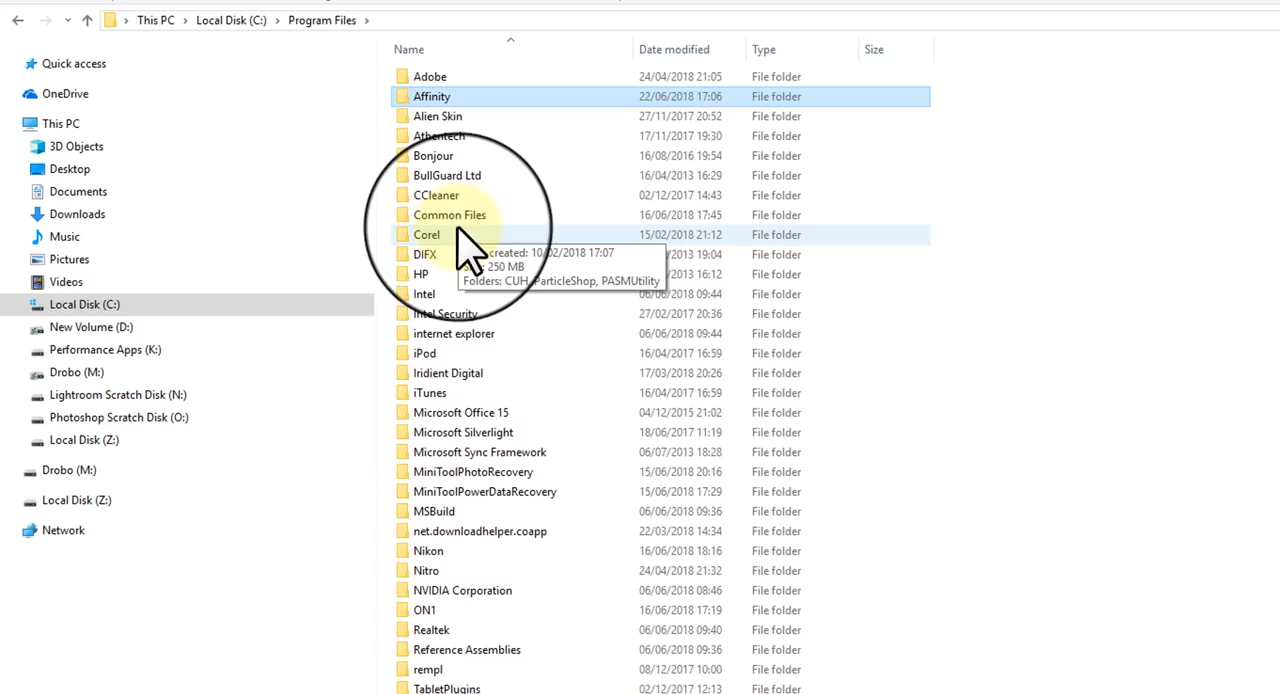 This PC > Local Disk (C:) > Program Files >
Name Date modified Type Size
Quick access
OneDrive
This PC
3D Objects
Desktop
Documents
Downloads
Music
Pictures
Videos
Local Disk (C:)
New Volume (D:)
Performance Apps (K:)
Drobo (M:)
Lightroom Scratch Disk (N:)
Photoshop Scratch Disk (O:)
Local Disk (Z:)
Drobo (M:)
Local Disk (Z:)
Network
Adobe 24/04/2018 21:05 File folder
Affinity 22/06/2018 17:06 File folder
Alien Skin 27/11/2017 20:52 File folder
Athentech 17/11/2017 19:30 File folder
Bonjour 16/08/2016 19:54 File folder
BullGuard Ltd 16/04/2013 16:29 File folder
CCleaner 02/12/2017 14:43 File folder
Common Files 16/06/2018 17:45 File folder
Corel 15/02/2018 21:12 File folder
DIFX /2013 19:04 File folder
HP /2013 16:12 File folder
Intel 06/06/2018 09:44 File folder
Intel Security 27/02/2017 20:36 File folder
internet explorer 06/06/2018 09:44 File folder
iPod 16/04/2017 16:59 File folder
Iridient Digital 17/03/2018 20:26 File folder
iTunes 16/04/2017 16:59 File folder
Microsoft Office 15 04/12/2015 21:02 File folder
Microsoft Silverlight 18/06/2017 11:19 File folder
Microsoft Sync Framework 06/07/2013 18:28 File folder
MiniToolPhotoRecovery 15/06/2018 20:16 File folder
MiniToolPowerDataRecovery 15/06/2018 17:29 File folder
MSBuild 06/06/2018 09:36 File folder
net.downloadhelper.coapp 22/03/2018 14:34 File folder
Nikon 16/06/2018 18:16 File folder
Nitro 24/04/2018 21:32 File folder
NVIDIA Corporation 06/06/2018 08:46 File folder
ON1 16/06/2018 17:19 File folder
Realtek 06/06/2018 09:40 File folder
Reference Assemblies 06/06/2018 09:36 File folder
rempl 08/12/2017 10:00 File folder
TabletPlugins 02/12/2017 12:13 File folder
created: 10/02/2018 17:07
250 MB
Folders: CUH, ParticleShop, PASMUtility